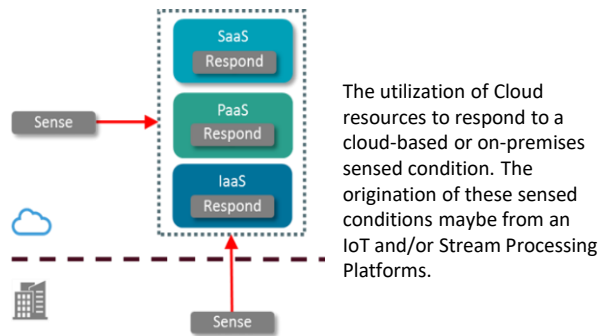 SaaS
Respond
Sense
PaaS
Respond
IaaS
Respond
Sense
The utilization of Cloud
resources to respond to a
cloud-based or on-premises
sensed condition. The
origination of these sensed
conditions maybe from an
IoT and/or Stream Processing
Platforms.